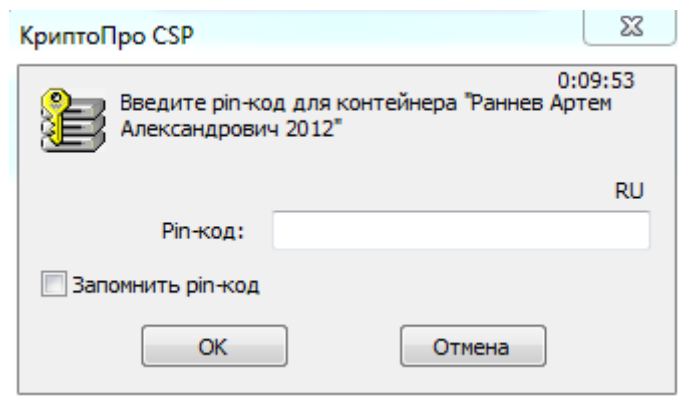 КриптоПро CSP
0:09:53
Введите pin-код для контейнера "Раннев Артем
Александрович 2012"
RU
Pin-код:
Запомнить pin-код
OK
Отмена